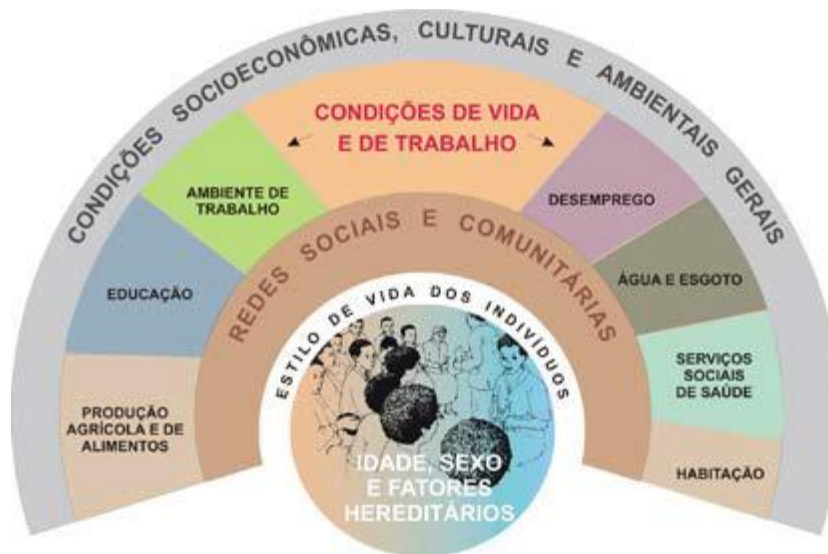 CONDIÇÕES SOCIOECONÔMICAS, CULTURAIS E AMBIENTAIS GERAIS
CONDIÇÕES DE VIDA
E DE TRABALHO
AMBIENTE DE
TRABALHO
DESEMPREGO
EDUCAÇÃO
ÁGUA E ESGOTO
PRODUÇÃO
AGRÍCOLA E DE
ALIMENTOS
SERVIÇOS
SOCIAIS
DE SAÚDE
HABITAÇÃO
REDES SOCIAIS E COMUNITÁRIAS
ESTILO DE VIDA DOS INDIVÍDUOS
IDADE, SEXO
E FATORES
HEREDITÁRIOS